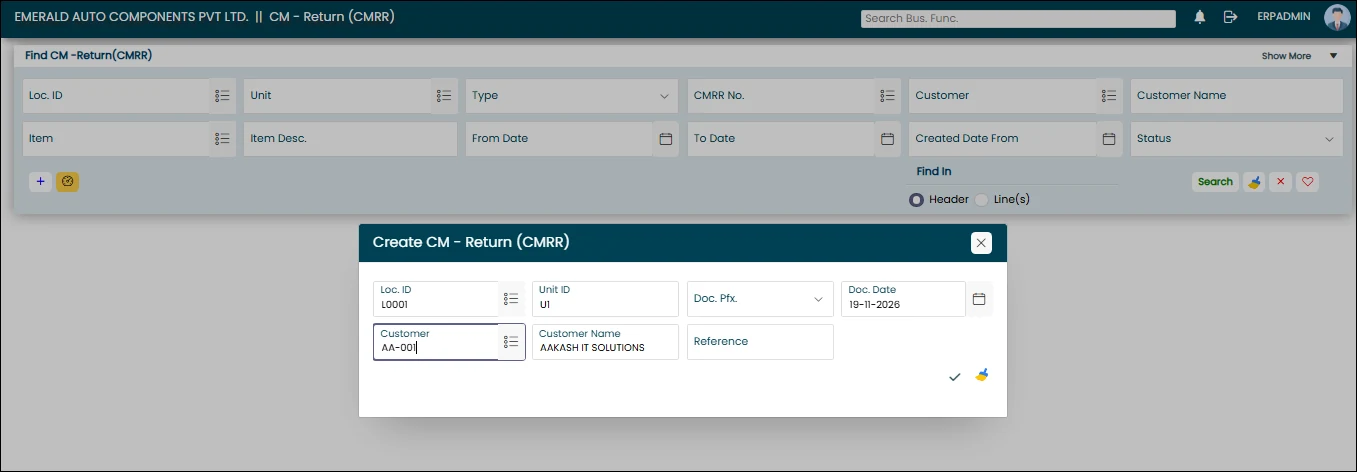 EMERALD AUTO COMPONENTS PVT LTD. || CM - Return (CMRR) Search Bus. Func. ERPADMIN
Find CM -Return(CMRR) Show More
Loc. ID Unit Type CMRR No. Customer Customer Name
Item Item Desc. From Date To Date Created Date From Status
Find In
Search
Header Line(s)
Create CM - Return (CMRR)
Loc. ID Unit ID Doc. Date
L0001 U1 Doc. Pfx. 19-11-2026
Customer Customer Name
AA-001 AAKASH IT SOLUTIONS Reference